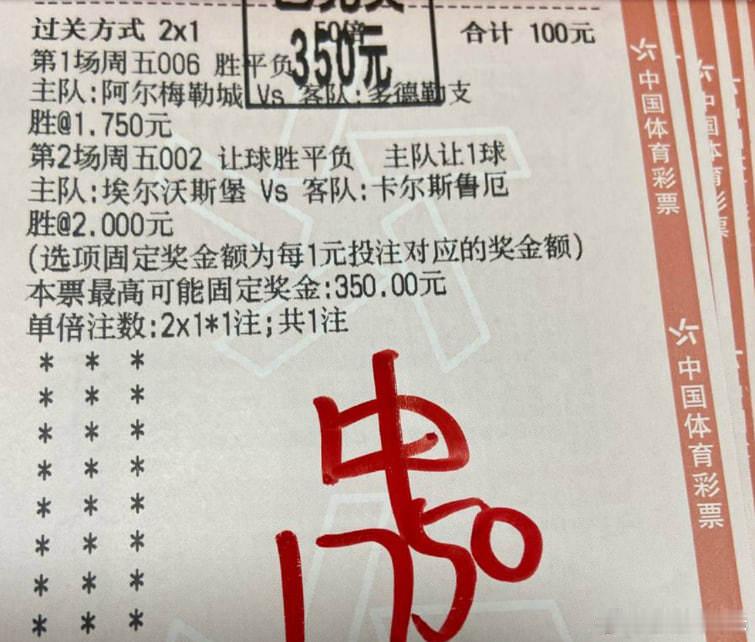 过关方式 2x1 50倍 合计 100元
350元
第1场周五006 胜平负
主队:阿尔梅勒城 Vs 客队:多德勒支
胜@1.750元
第2场周五002 让球胜平负 主队让1球
主队:埃尔沃斯堡 Vs 客队:卡尔斯鲁厄
胜@2.000元
(选项固定奖金额为每1元投注对应的奖金额)
本票最高可能固定奖金:350.00元
单倍注数:2x1*1注;共1注
* * *
* * *
* * *
* * *
* * *
* * *
* * *
* * *
中
1750
中国体育彩票
中国体育彩票
中国体育彩票